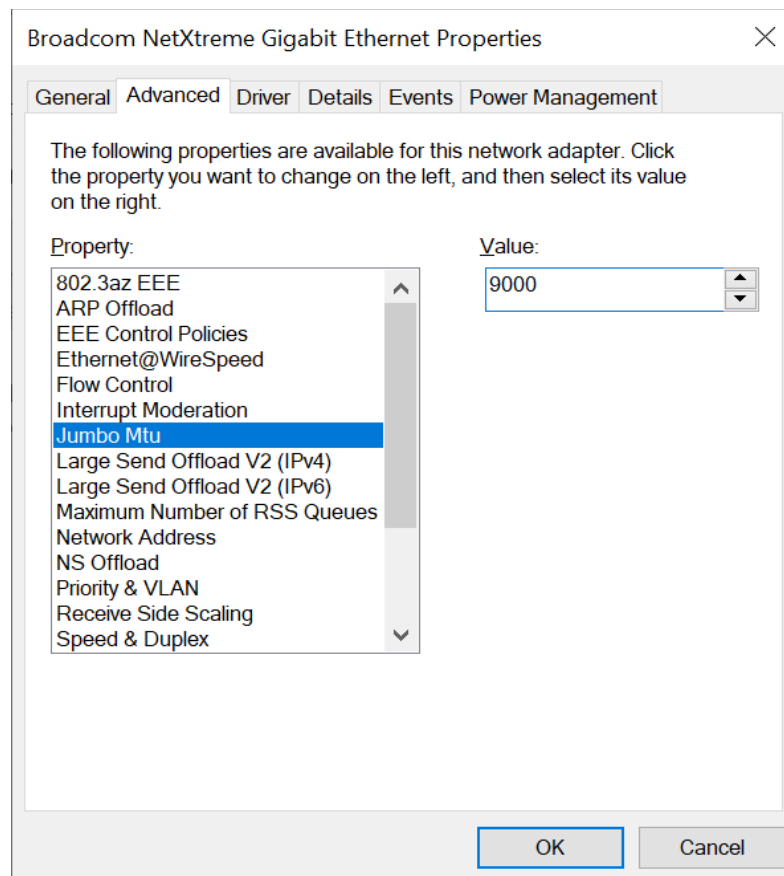 Broadcom NetXtreme Gigabit Ethernet Properties
General Advanced Driver Details Events Power Management
The following properties are available for this network adapter. Click
the property you want to change on the left, and then select its value
on the right.
Property:
Value:
802.3az EEE
ARP Offload
EEE Control Policies
Ethernet@WireSpeed
Flow Control
Interrupt Moderation
Jumbo Mtu
Large Send Offload V2 (IPv4)
Large Send Offload V2 (IPv6)
Maximum Number of RSS Queues
Network Address
NS Offload
Priority & VLAN
Receive Side Scaling
Speed & Duplex
9000
OK
Cancel